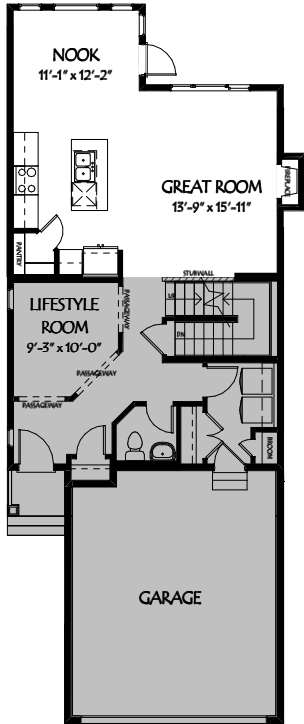 NOOK
11'-1" x 12'-2"
FIREPLACE
GREAT ROOM
13'-9" x 15'-11"
PANTRY
STUBWALL
UP
LIFESTYLE
ROOM
9'-3" x 10'-0"
PASSAGEWAY
DN
PASSAGEWAY
PASSAGEWAY
BROOM
GARAGE